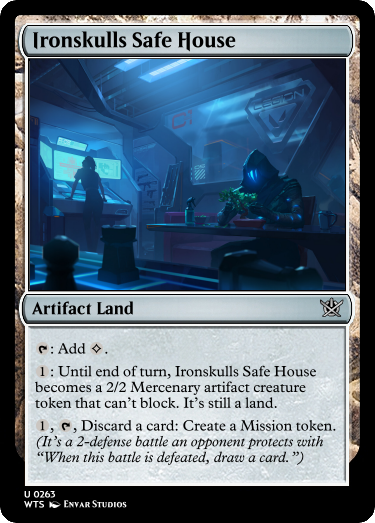 Ironskulls Safe House
C1
ESSION
Artifact Land
: Add .
1 : Until end of turn, Ironskulls Safe House
becomes a 2/2 Mercenary artifact creature
token that can’t block. It’s still a land.
1 , , Discard a card: Create a Mission token.
(It’s a 2-defense battle an opponent protects with
“When this battle is defeated, draw a card.”)
U 0263
WTS Envar Studios